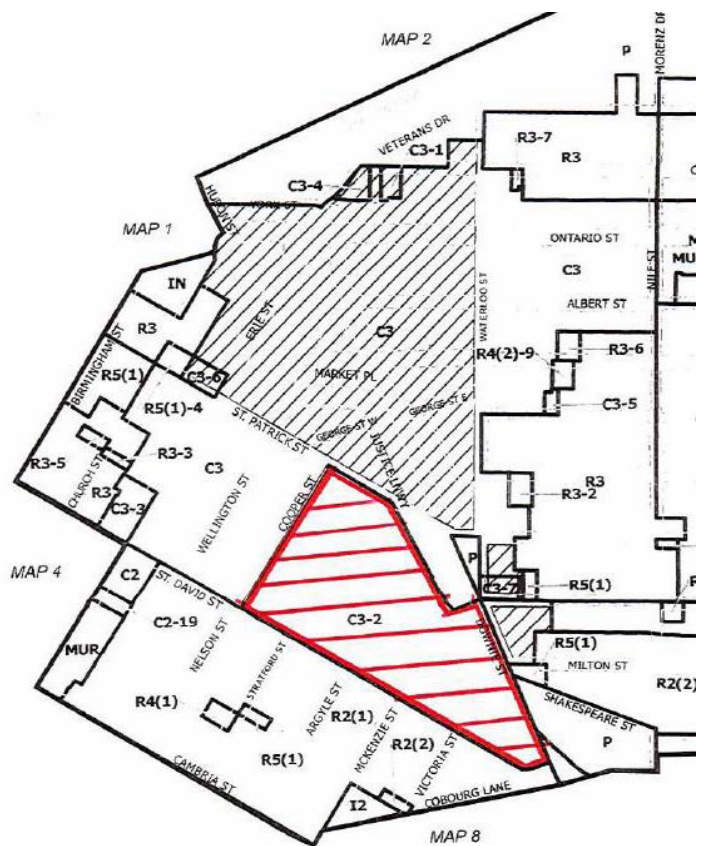 MAP 2
MORENZ DR
P
VETERANS DR
C3-1
R3-7
R3
C3-4
YORK ST
HURON ST
MAP 1
ONTARIO ST
C3
NILE ST
MU
IN
ERIE ST
WATERLOO ST
ALBERT ST
R3
C3
R4(2)-9
R3-6
BIRMINGHAM ST
R5(1)
C3-6
MARKET PL
GEORGE ST E
C3-5
R5(1)-4
ST. PATRICK ST
GEORGE ST W
R3-3
C3
R3
R3-5
CHURCH ST
R3
WELLINGTON ST
COOPER ST
R3-2
C3-3
MAP 4
C2
ST. DAVID ST
P
C3-7
R5(1)
C3-2
C2-19
DOWNIE ST
R5(1)
MUR
NELSON ST
MILTON ST
STRATFORD ST
R4(1)
ARGYLE ST
R2(1)
R2(2)
SHAKESPEARE ST
MCKENZIE ST
R2(2)
R5(1)
VICTORIA ST
P
CAMBRIA ST
I2
COBOURG LANE
MAP 8